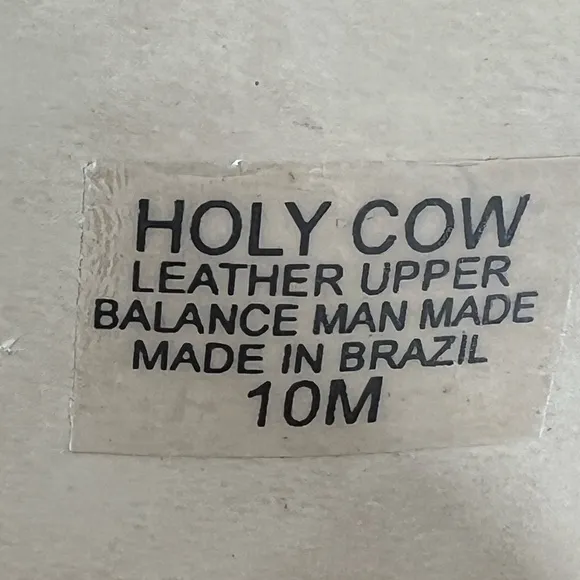 HOLY COW
LEATHER UPPER
BALANCE MAN MADE
MADE IN BRAZIL
10M